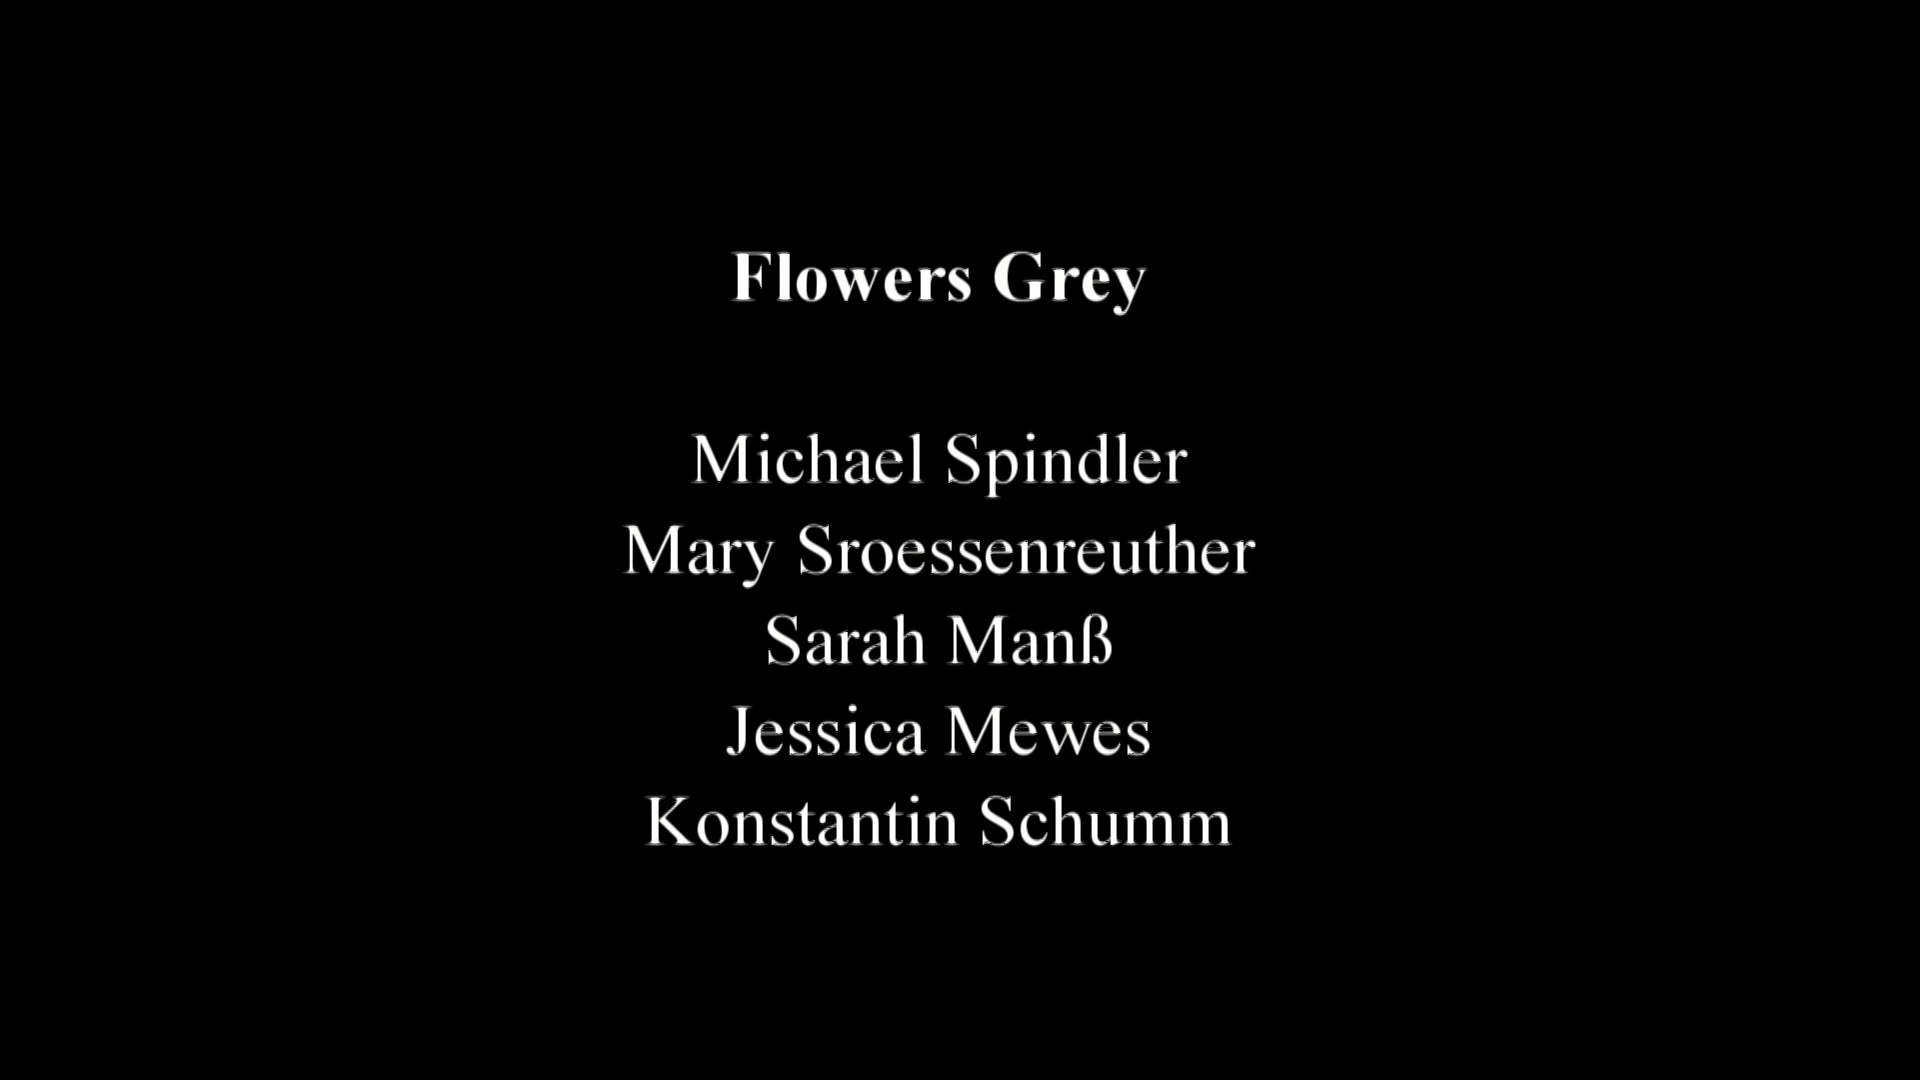 Flowers Grey
Michael Spindler
Mary Sroessenreuther
Sarah Manß
Jessica Mewes
Konstantin Schumm